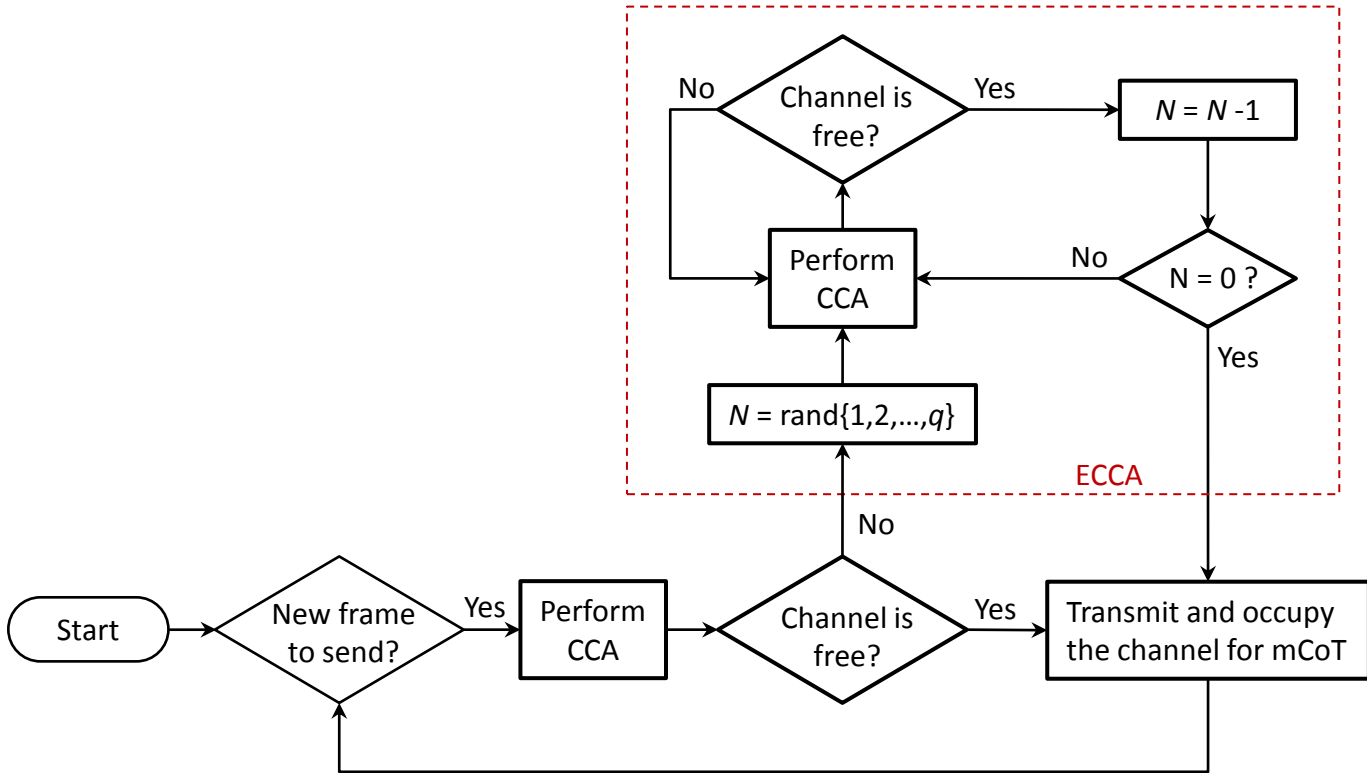 No
Channel is
free?
Yes
N = N -1
Perform
CCA
No
N = 0 ?
Yes
N = rand{1,2,...,q}
ECCA
No
Start
New frame
to send?
Yes
Perform
CCA
Channel is
free?
Yes
Transmit and occupy
the channel for mCoT